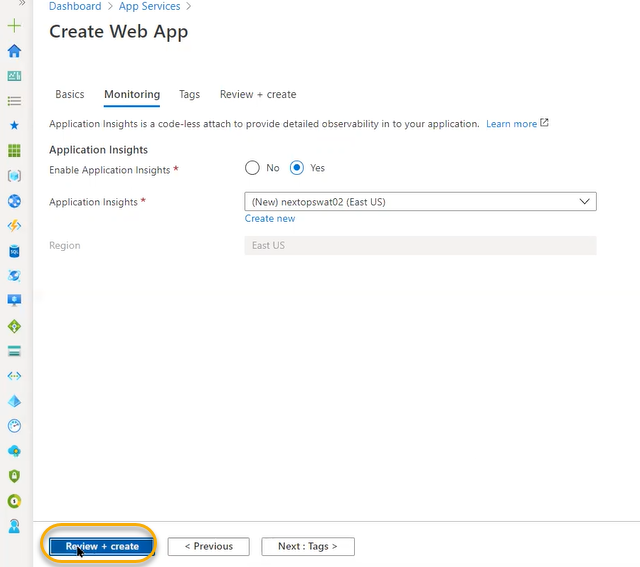 Dashboard > App Services >
Create Web App
Basics Monitoring Tags Review + create
Application Insights is a code-less attach to provide detailed observability in to your application. Learn more
Application Insights
Enable Application Insights * No Yes
Application Insights * (New) nextopswat02 (East US)
Create new
Region East US
Review + create < Previous Next : Tags >